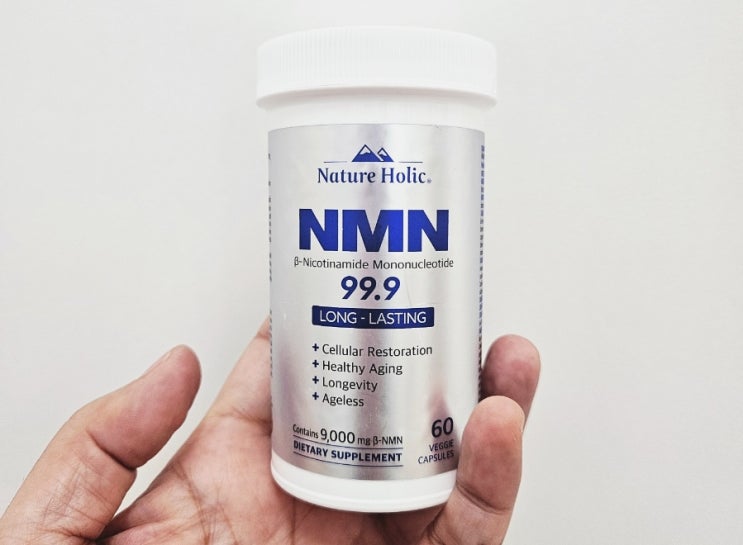 Nature Holic®
NMN
β-Nicotinamide Mononucleotide
99.9
LONG - LASTING
+ Cellular Restoration
+ Healthy Aging
+ Longevity
+ Ageless
Contains 9,000 mg β-NMN
DIETARY SUPPLEMENT
60
VEGGIE
CAPSULES